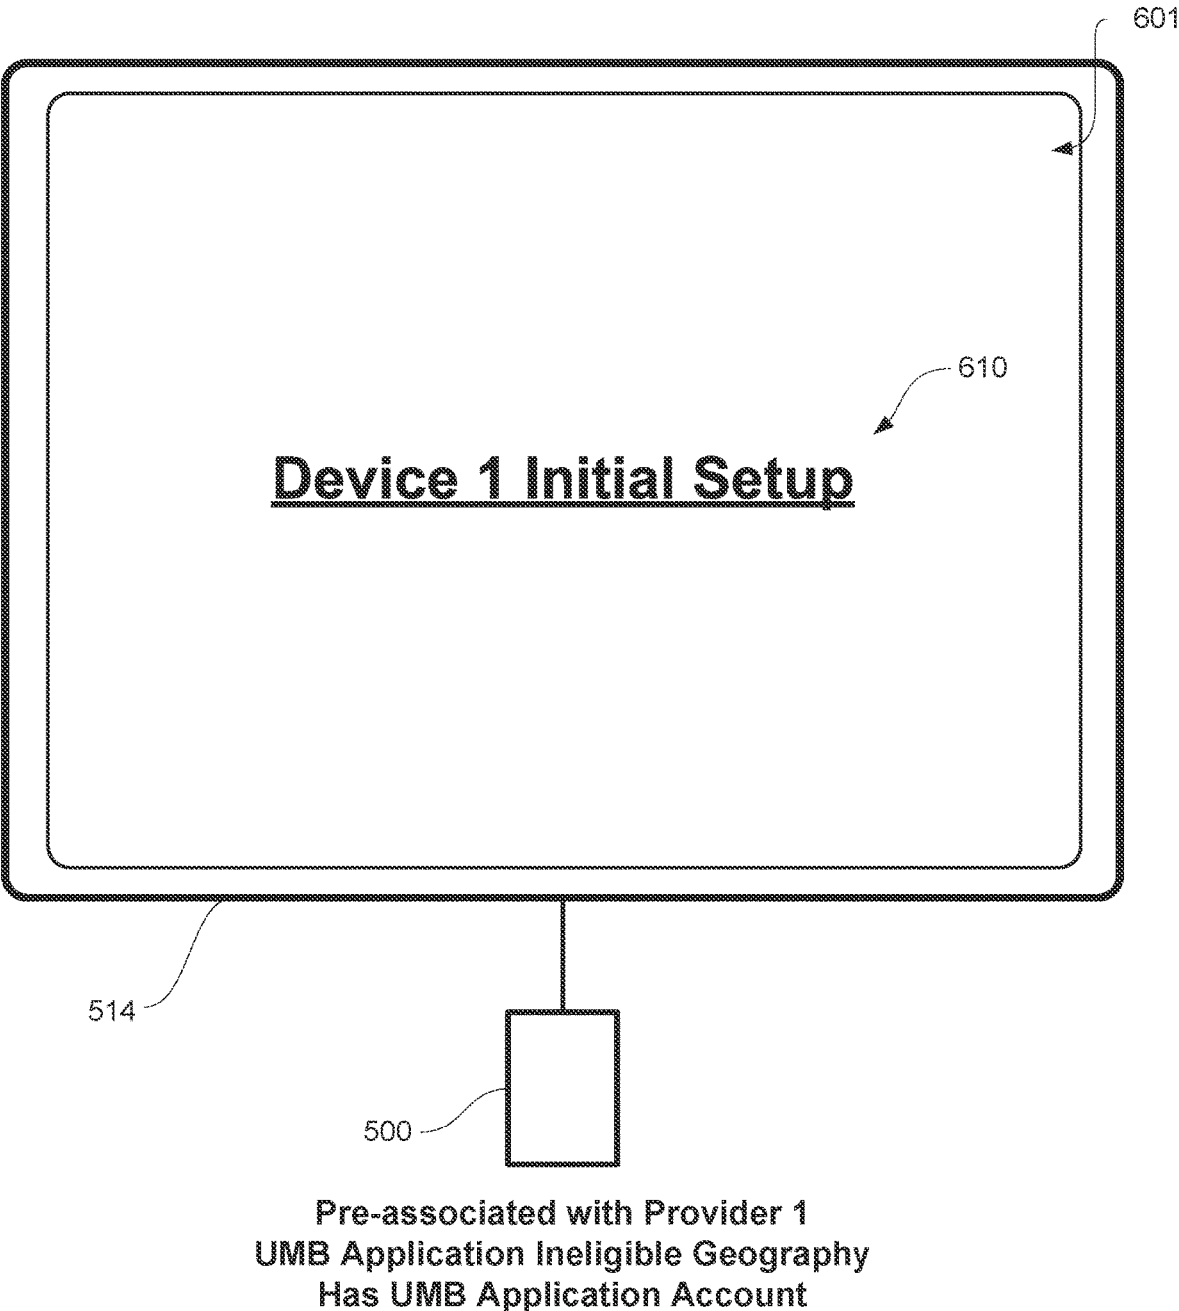 601
610
Device 1 Initial Setup
514
500
Pre-associated with Provider 1
UMB Application Ineligible Geography
Has UMB Application Account